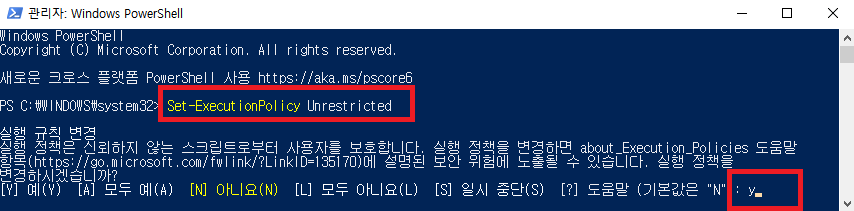 관리자: Windows PowerShell
Windows PowerShell
Copyright (C) Microsoft Corporation. All rights reserved.
새로운 크로스 플랫폼 PowerShell 사용 https://aka.ms/pscore6
PS C:₩WINDOWS₩system32> Set-ExecutionPolicy Unrestricted
실행 규칙 변경
실행 정책은 신뢰하지 않는 스크립트로부터 사용자를 보호합니다. 실행 정책을 변경하면 about_Execution_Policies 도움말
항목(https://go.microsoft.com/fwlink/?LinkID=135170)에 설명된 보안 위험에 노출될 수 있습니다. 실행 정책을
변경하시겠습니까?
[Y] 예(Y)  [A] 모두 예(A)  [N] 아니요(N)  [L] 모두 아니요(L)  [S] 일시 중단(S)  [?] 도움말 (기본값은 "N") : y